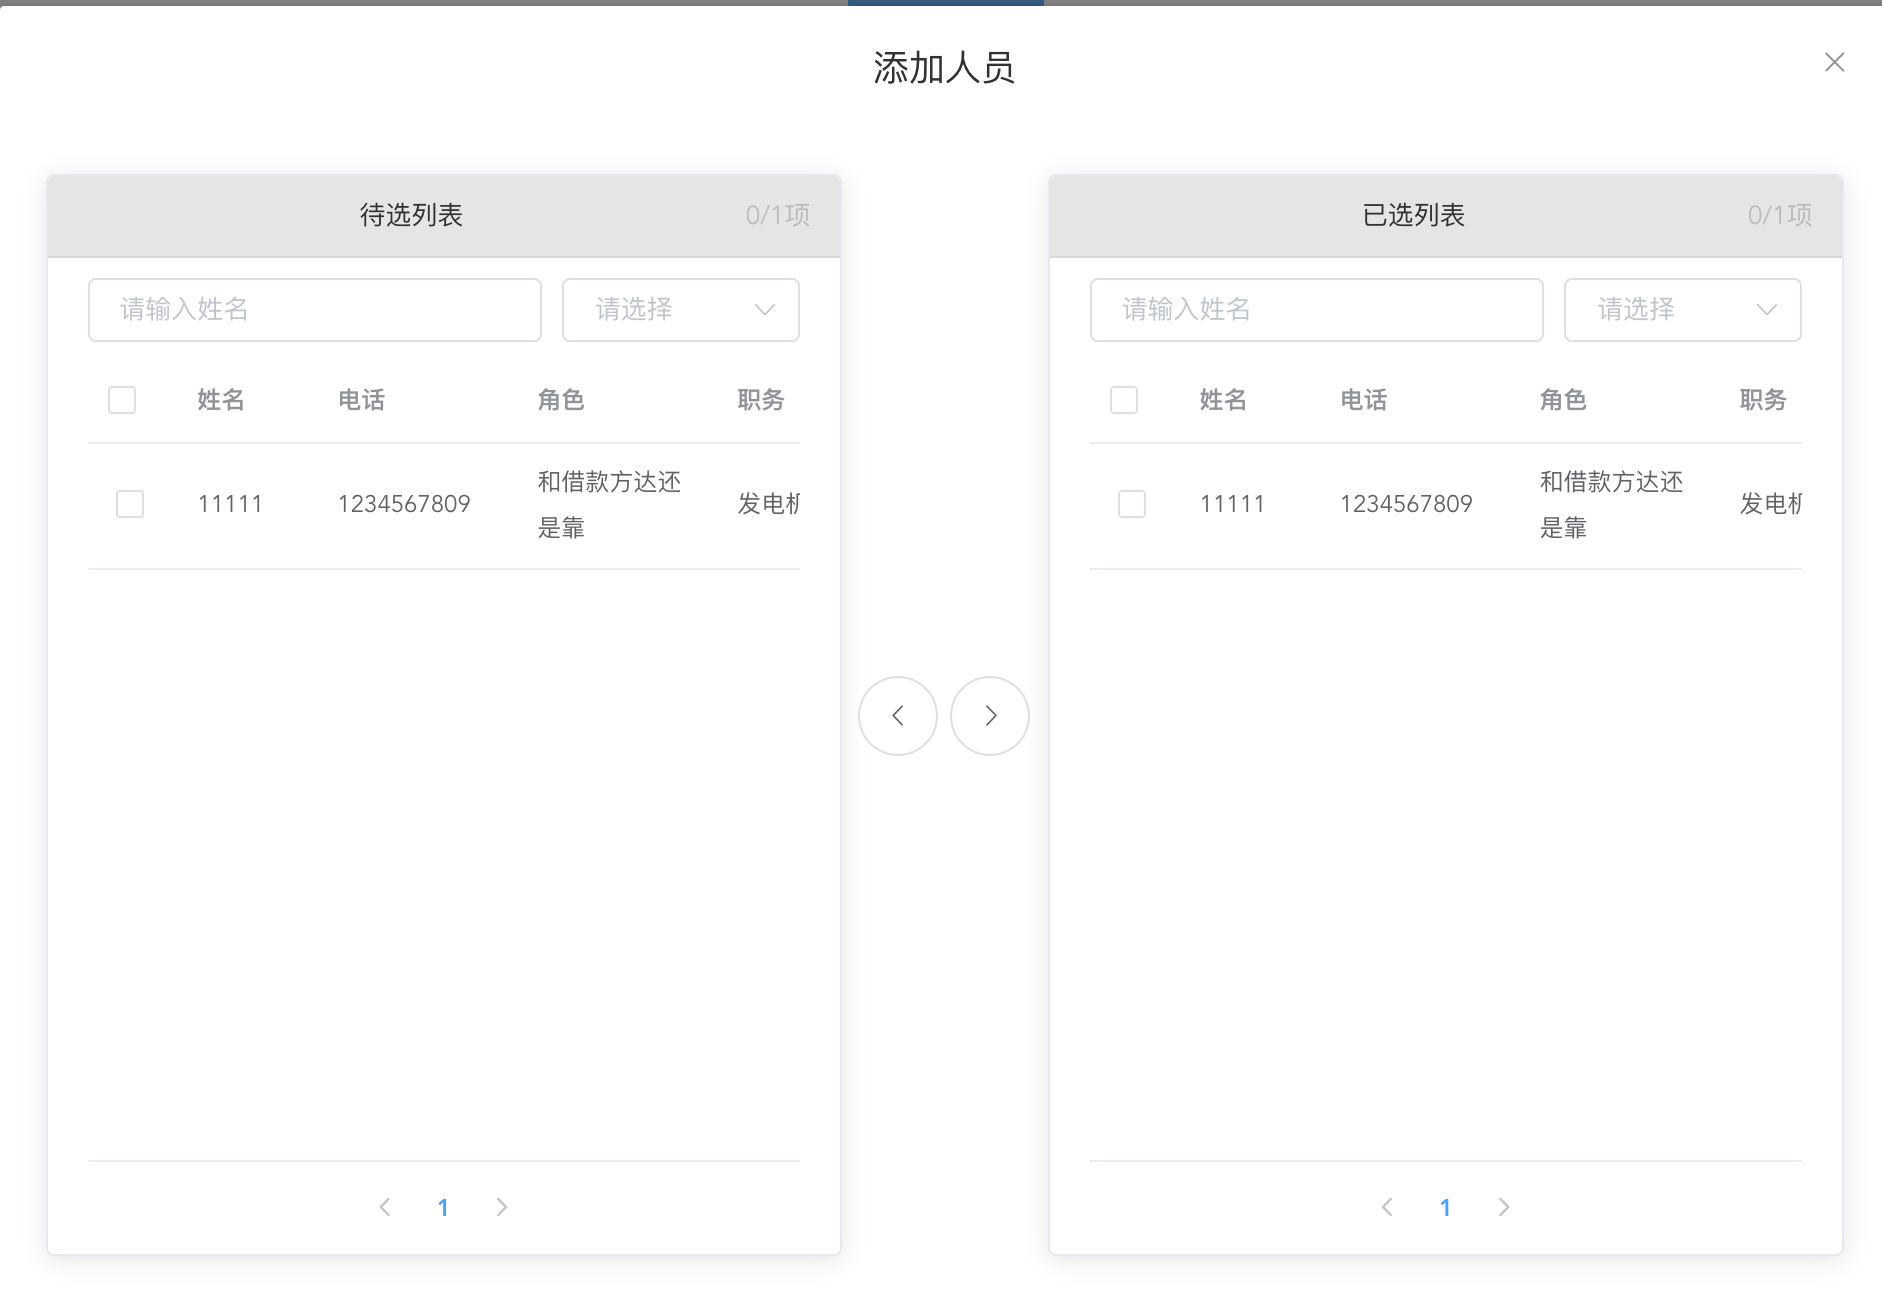 添加人员
待选列表 0/1项
请输入姓名 请选择
姓名 电话 角色 职务
11111 1234567809 和借款方达还
是靠 发电机
1
已选列表 0/1项
请输入姓名 请选择
姓名 电话 角色 职务
11111 1234567809 和借款方达还
是靠 发电机
1